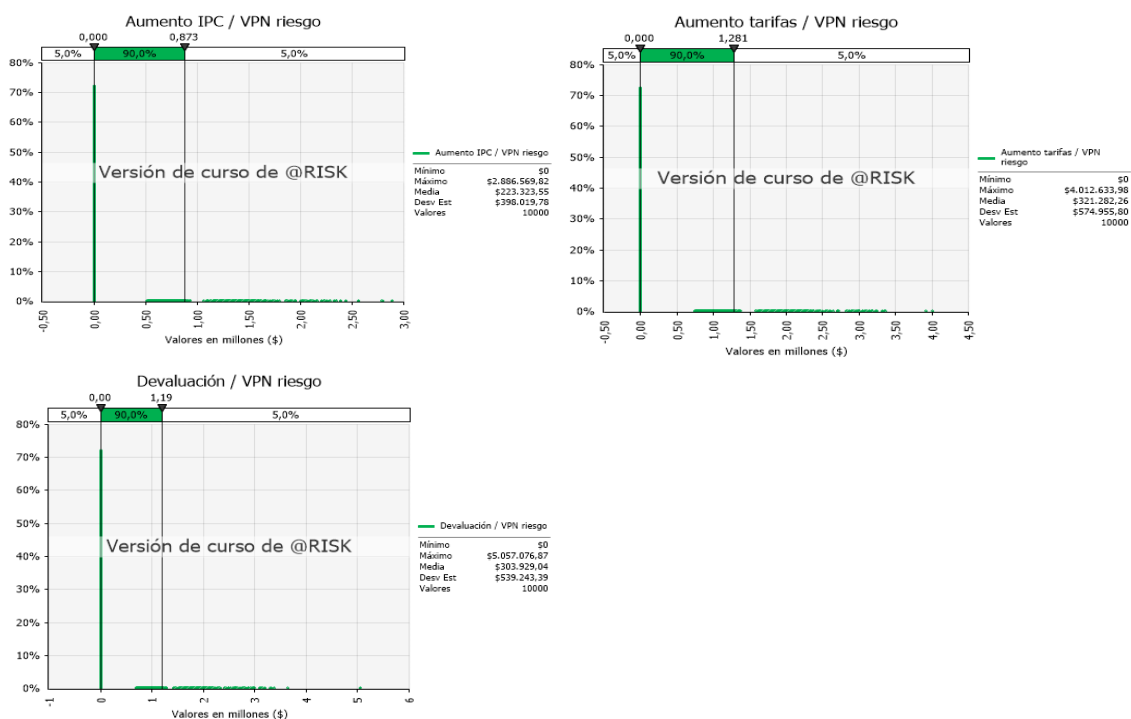 Aumento IPC / VPN riesgo
0,000 0,873
5,0% 90,0% 5,0%
80%
70%
60%
50%
40%
30%
20%
10%
0%
Versión de curso de @RISK
-0,50 0,00 0,50 1,00 1,50 2,00 2,50 3,00
Valores en millones ($)
Aumento IPC / VPN riesgo
Mínimo $0
Máximo $2.886.569,82
Media $223.323,55
Desv Est $398.019,78
Valores 10000
Aumento tarifas / VPN riesgo
0,000 1,281
5,0% 90,0% 5,0%
80%
70%
60%
50%
40%
30%
20%
10%
0%
Versión de curso de @RISK
-0,50 0,00 0,50 1,00 1,50 2,00 2,50 3,00 3,50 4,00 4,50
Valores en millones ($)
Aumento tarifas / VPN
riesgo
Mínimo $0
Máximo $4.012.633,98
Media $321.282,26
Desv Est $574.955,80
Valores 10000
Devaluación / VPN riesgo
0,00 1,19
5,0% 90,0% 5,0%
80%
70%
60%
50%
40%
30%
20%
10%
0%
Versión de curso de @RISK
-1 0 1 2 3 4 5 6
Valores en millones ($)
Devaluación / VPN riesgo
Mínimo $0
Máximo $5.057.076,87
Media $303.929,04
Desv Est $539.243,39
Valores 10000